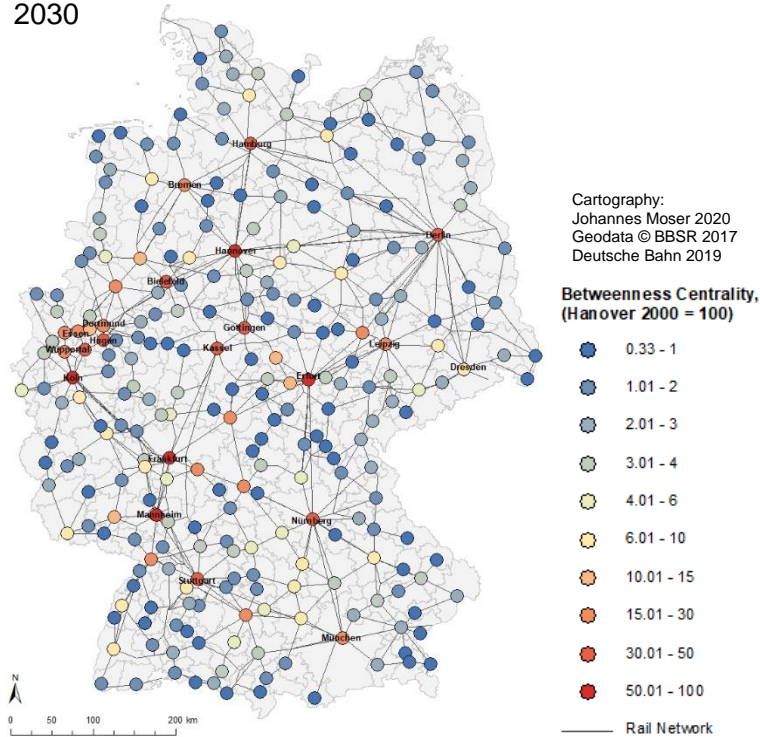 2030
Hamburg
Bremen
Berlin
Hannover
Bielefeld
Göttingen
Dortmund
Essen
Hagen
Wuppertal
Kassel
Leipzig
Köln
Erfurt
Dresden
Frankfurt
Mannheim
Nürnberg
Stuttgart
München
Cartography:
Johannes Moser 2020
Geodata © BBSR 2017
Deutsche Bahn 2019
Betweenness Centrality,
(Hanover 2000 = 100)
0.33 - 1
1.01 - 2
2.01 - 3
3.01 - 4
4.01 - 6
6.01 - 10
10.01 - 15
15.01 - 30
30.01 - 50
50.01 - 100
Rail Network
N
0 50 100 200 km